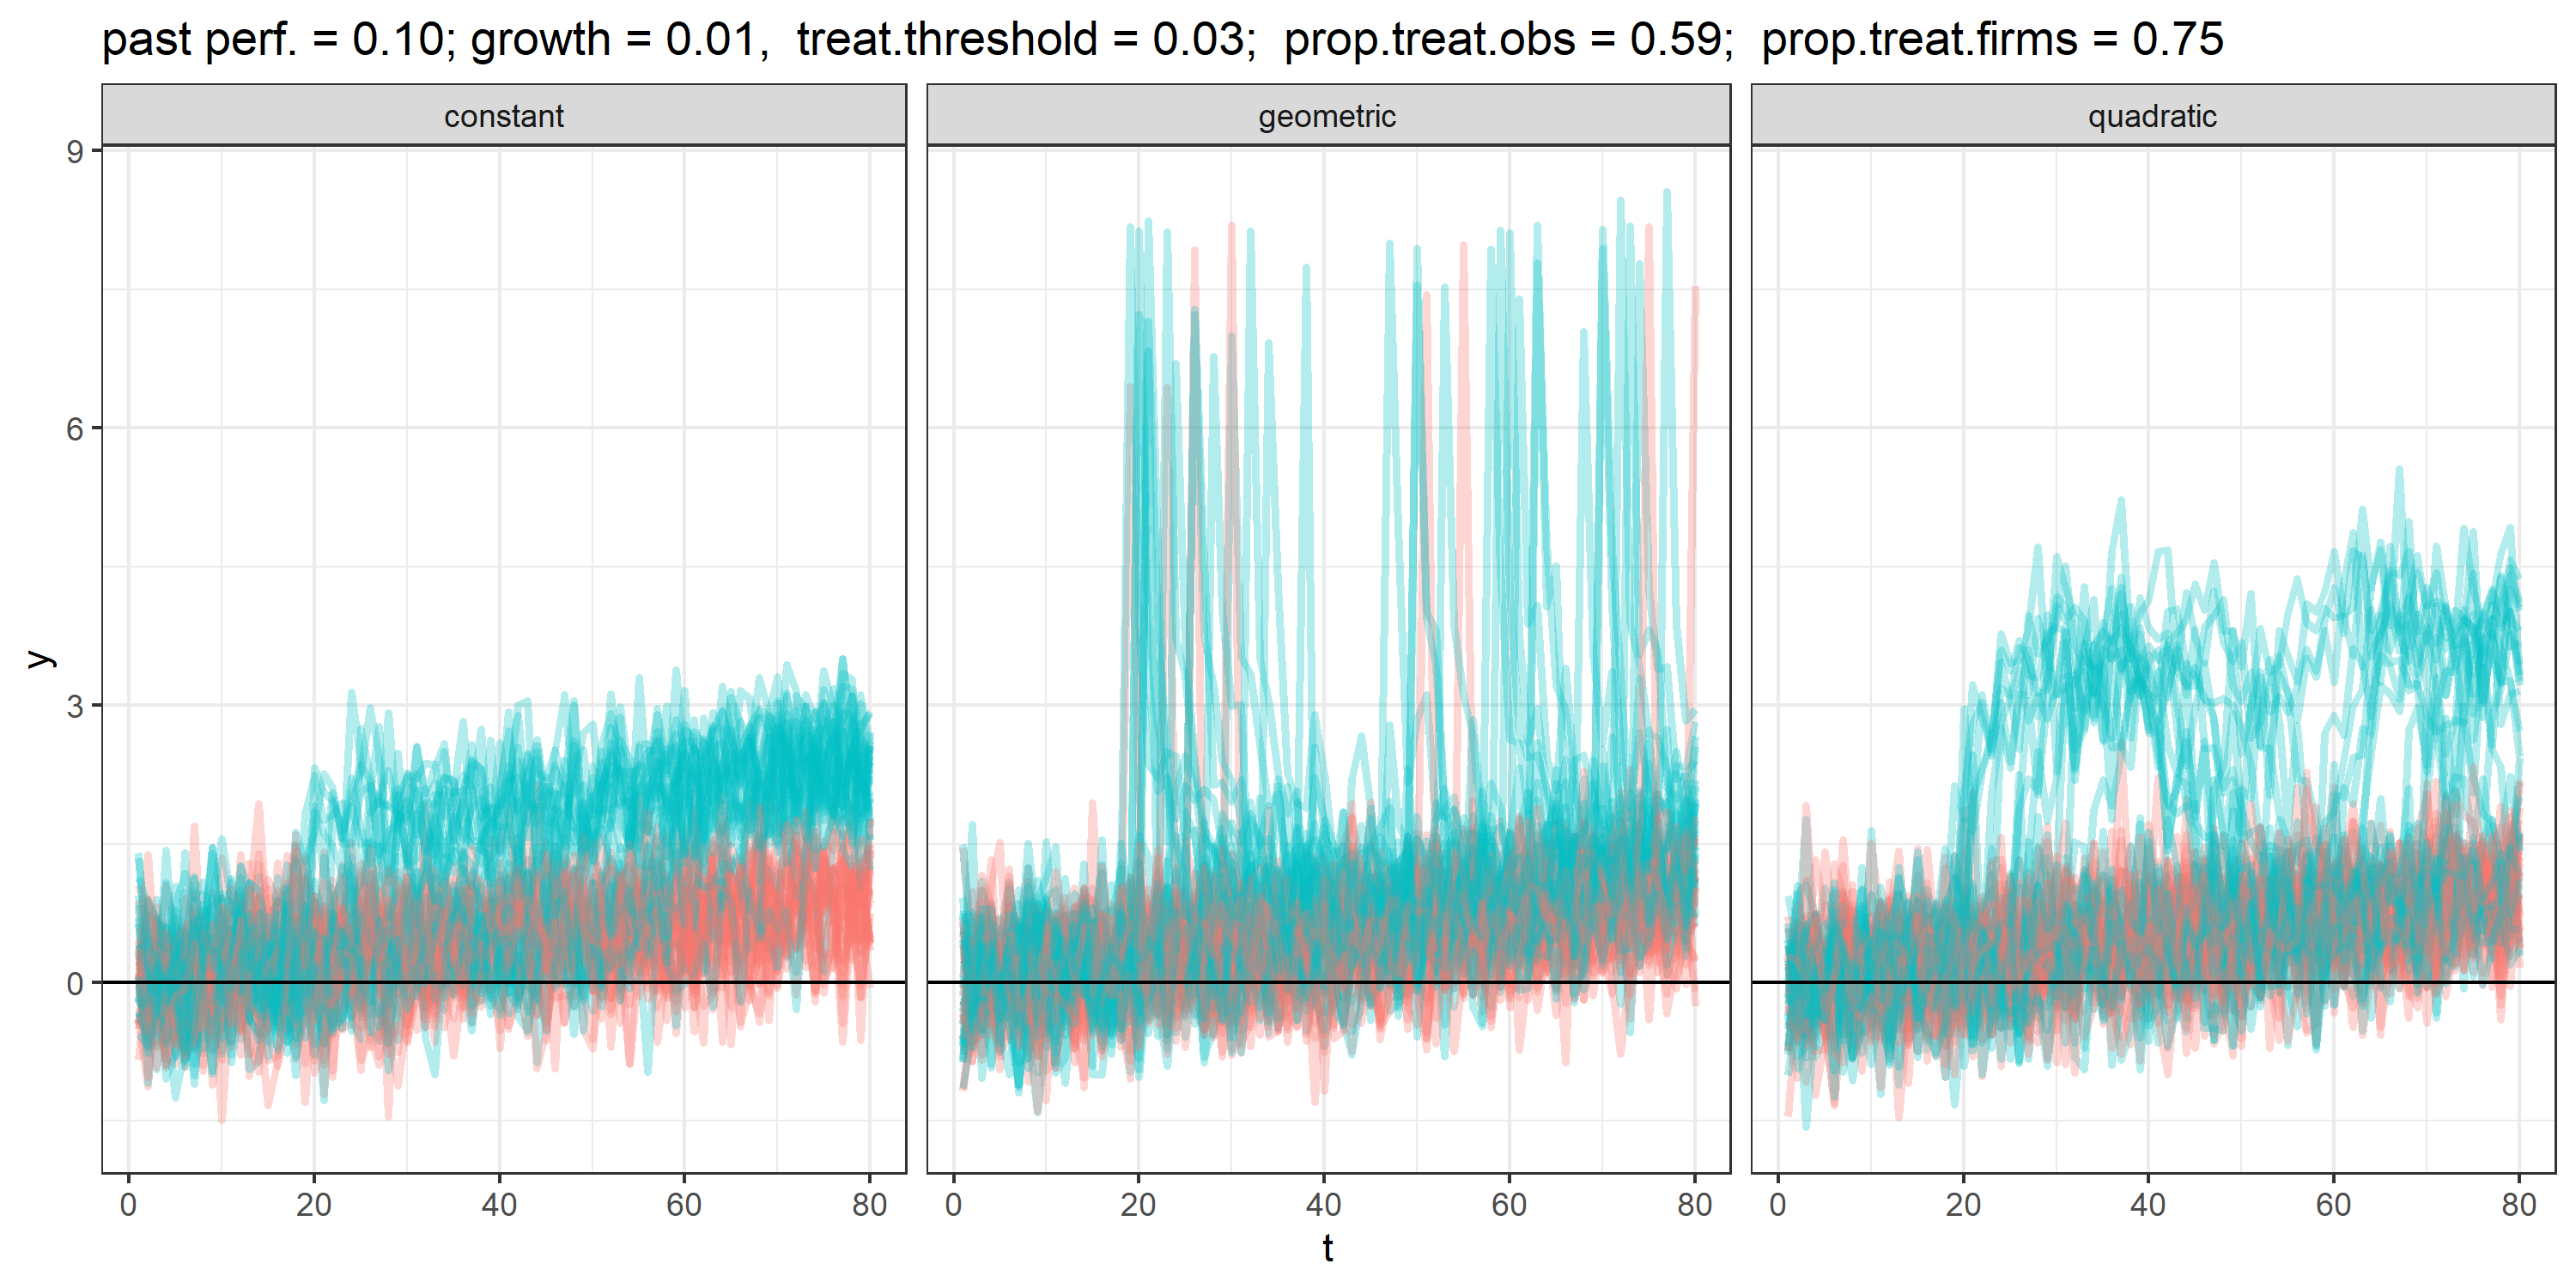 past perf. = 0.10; growth = 0.01,  treat.threshold = 0.03;  prop.treat.obs = 0.59;  prop.treat.firms = 0.75
constant geometric quadratic
9
6
3
0
y
0 20 40 60 80 0 20 40 60 80 0 20 40 60 80
t